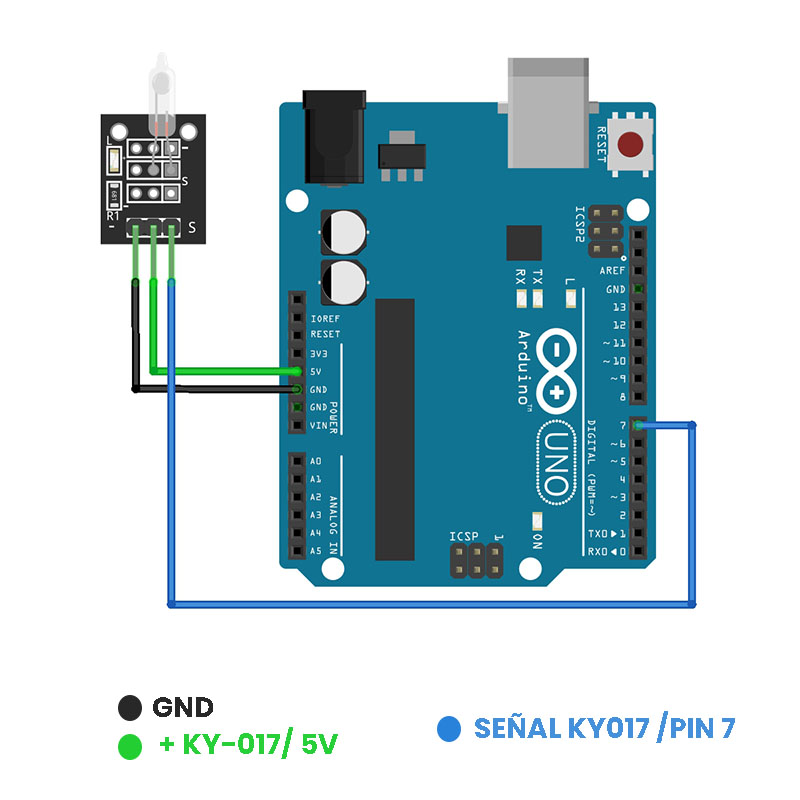 L
-
S
681
R1
-
S
RESET
ICSP2
AREF
GND
13
12
~ 11
~ 10
~ 9
8
RX
TX
L
IOREF
RESET
3V3
5V
GND
GND
VIN
POWER
Arduino™
UNO
DIGITAL (PWM=~)
7
~ 6
~ 5
4
~ 3
2
TX0 ▶ 1
RX0 ◀ 0
A0
A1
A2
A3
A4
A5
ANALOG IN
ICSP
1
ON
GND
+ KY-017/ 5V
SEÑAL KY017 /PIN 7